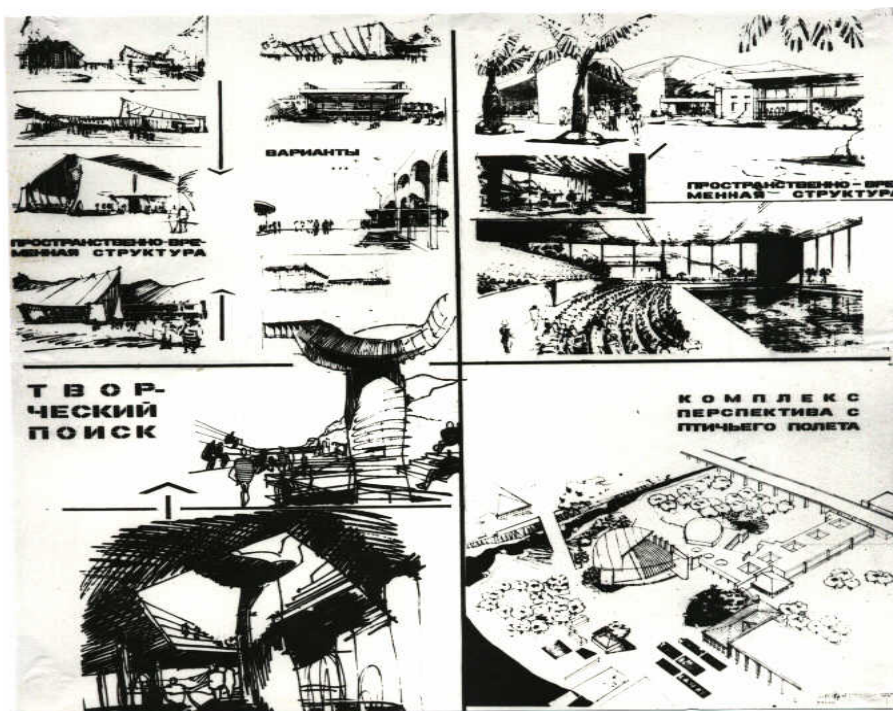 ВАРИАНТЫ
...
ПРОСТРАНСТВЕННО-ВРЕ-
МЕННАЯ СТРУКТУРА
ПРОСТРАНСТВЕННО-ВРЕ
МЕННАЯ - СТРУКТУРА
ТВОР-
ЧЕСКИЙ
ПОИСК
КОМПЛЕКС
ПЕРСПЕКТИВА С
ПТИЧЬЕГО ПОЛЕТА